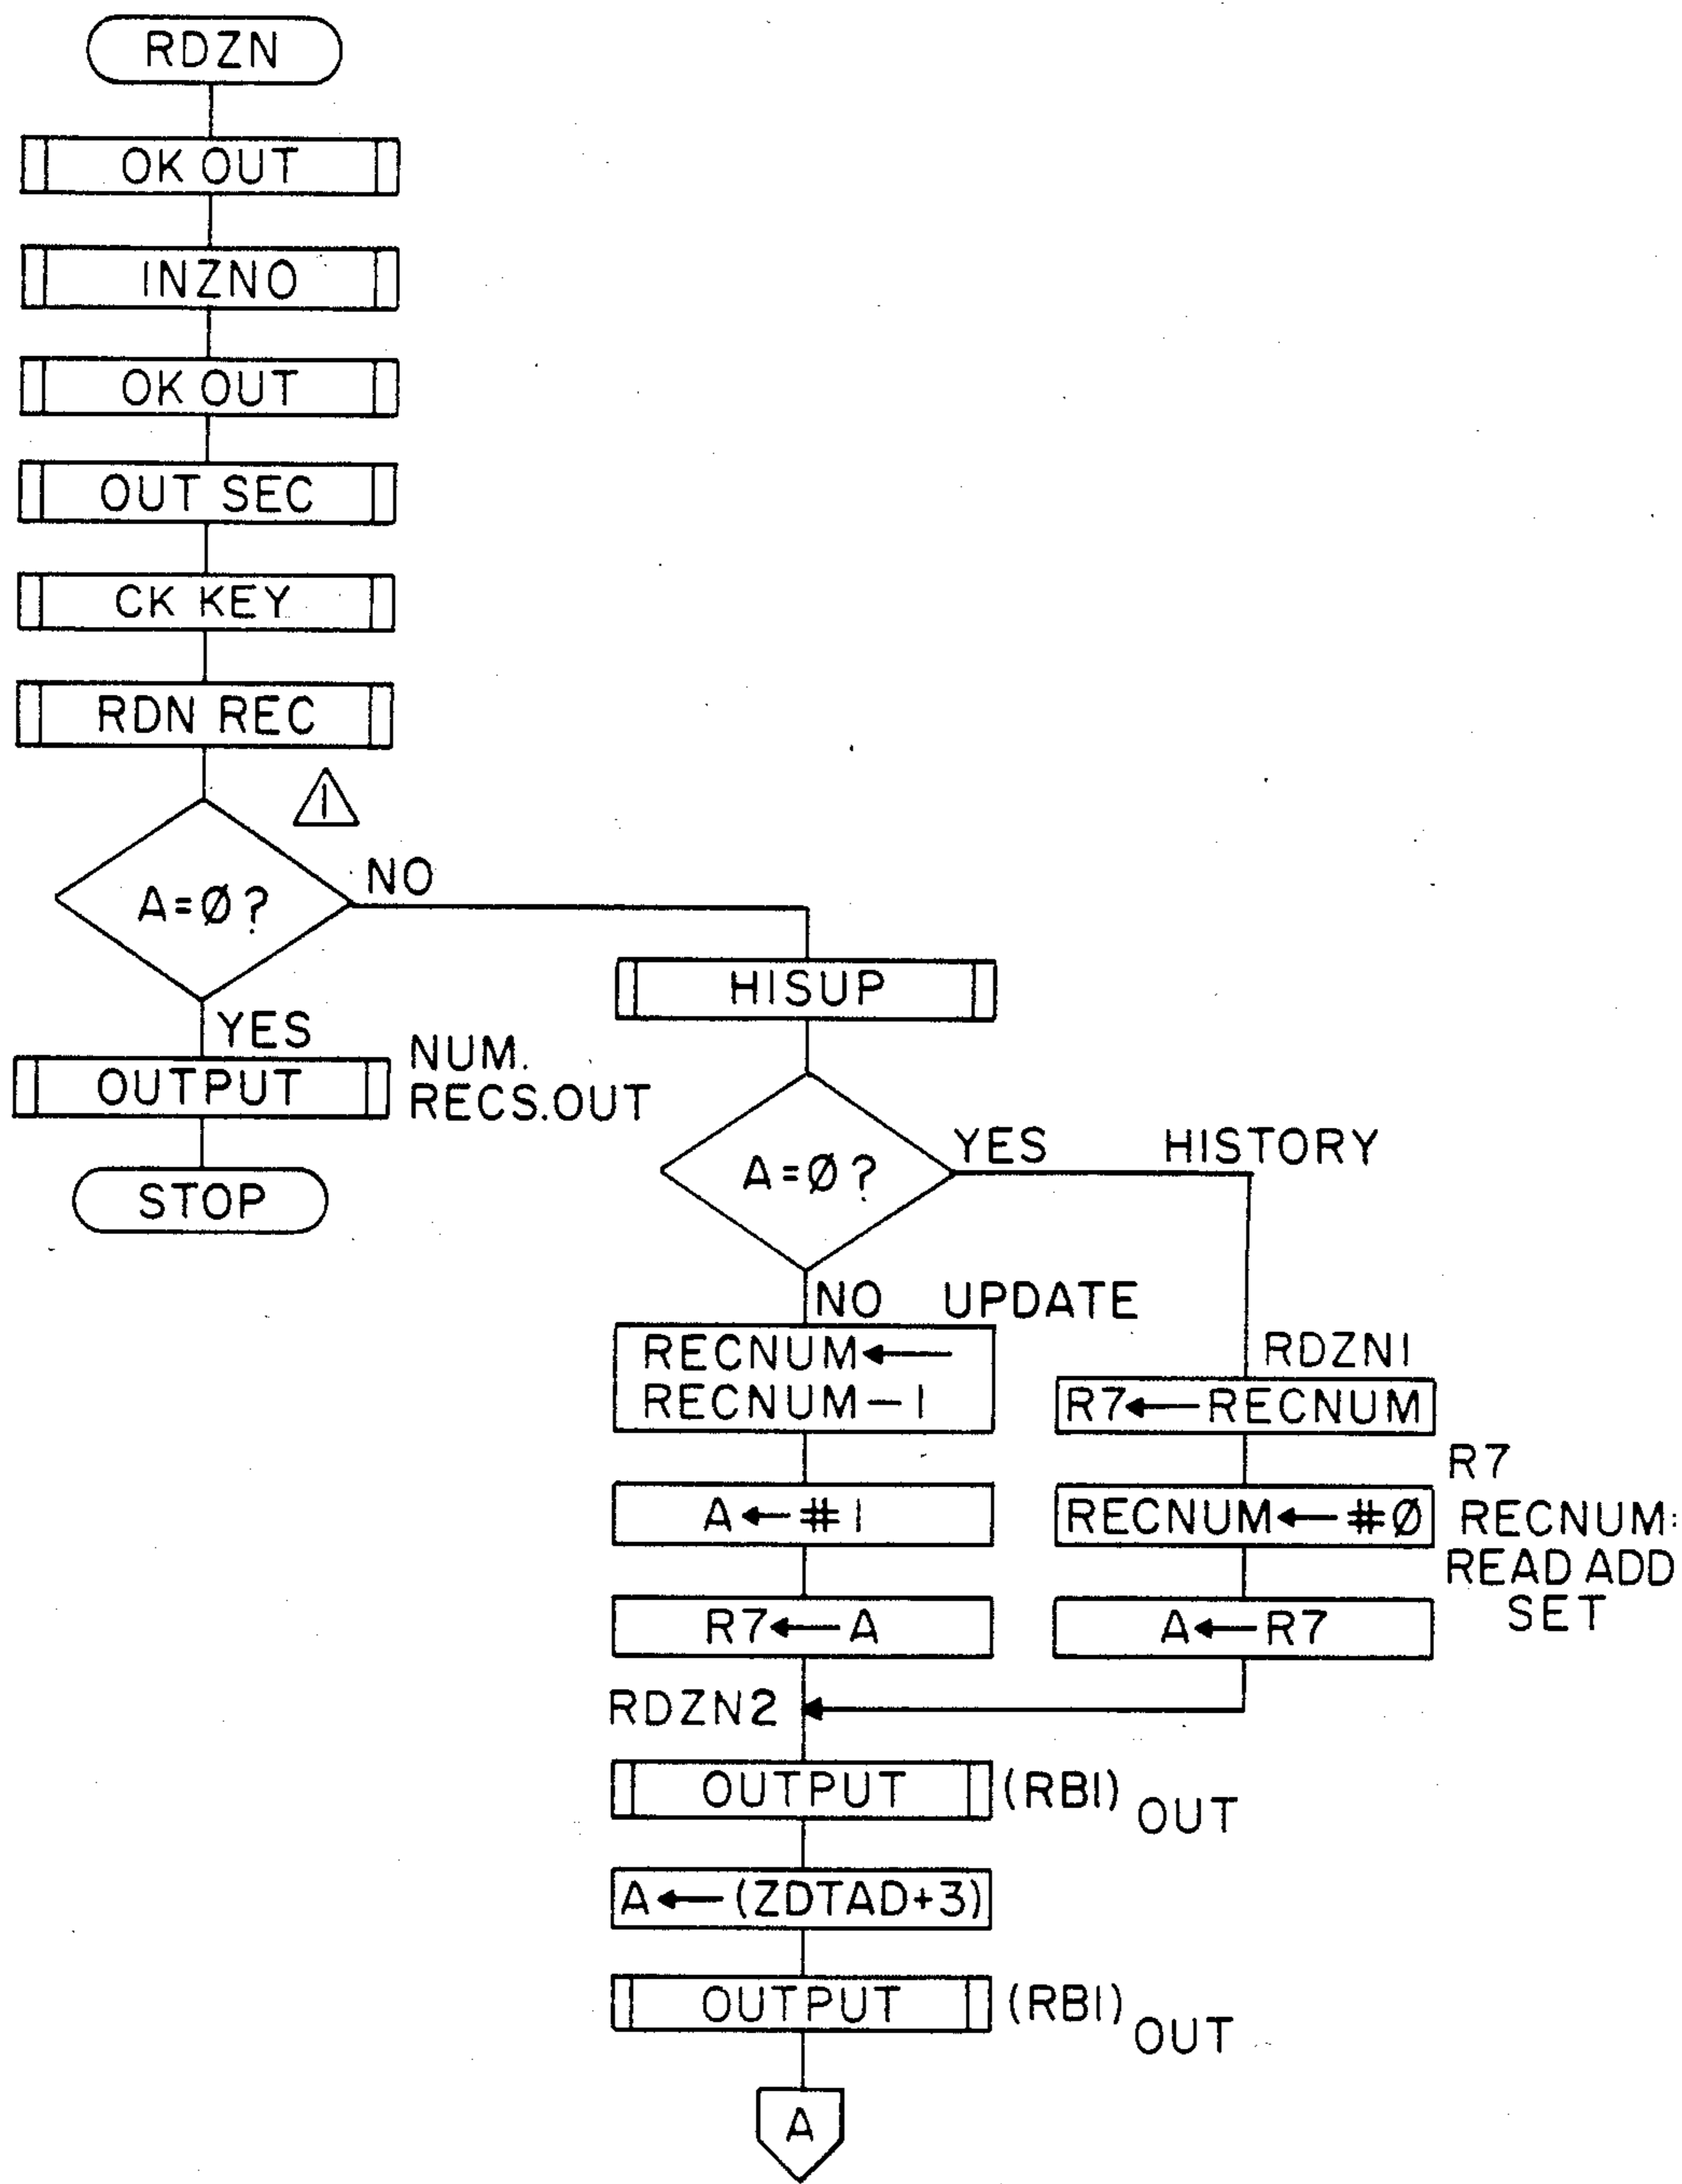 RDZN
OK OUT
INZNO
OK OUT
OUT SEC
CK KEY
RDN REC
1
A=Ø?
NO
YES
OUTPUT
NUM.
RECS.OUT
STOP
HISUP
A=Ø?
YES HISTORY
NO UPDATE
RECNUM←
RECNUM-1
A←#1
R7←A
RDZN1
R7←RECNUM
RECNUM←#Ø
A←R7
R7
RECNUM:
READ ADD
SET
RDZN2
OUTPUT
(RB1) OUT
A←(ZDTAD+3)
OUTPUT
(RB1) OUT
A